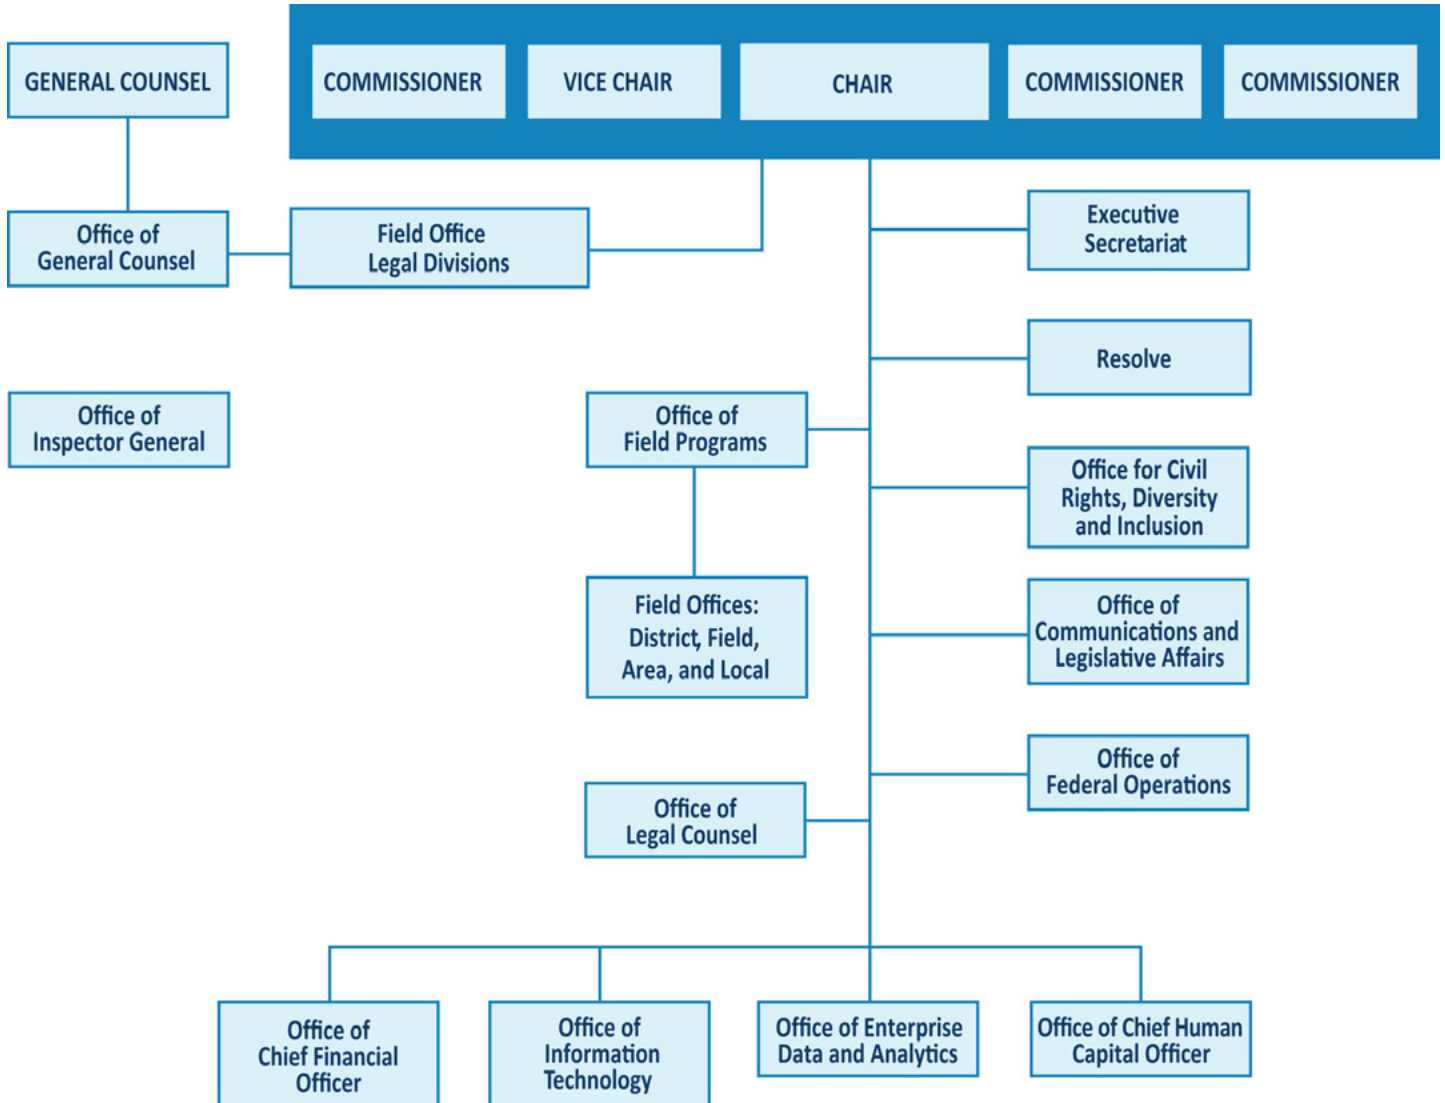 GENERAL COUNSEL
COMMISSIONER
VICE CHAIR
CHAIR
COMMISSIONER
COMMISSIONER
Office of
General Counsel
Field Office
Legal Divisions
Executive
Secretariat
Resolve
Office of
Inspector General
Office of
Field Programs
Office for Civil
Rights, Diversity
and Inclusion
Field Offices:
District, Field,
Area, and Local
Office of
Communications and
Legislative Affairs
Office of
Federal Operations
Office of
Legal Counsel
Office of
Chief Financial
Officer
Office of
Information
Technology
Office of Enterprise
Data and Analytics
Office of Chief Human
Capital Officer